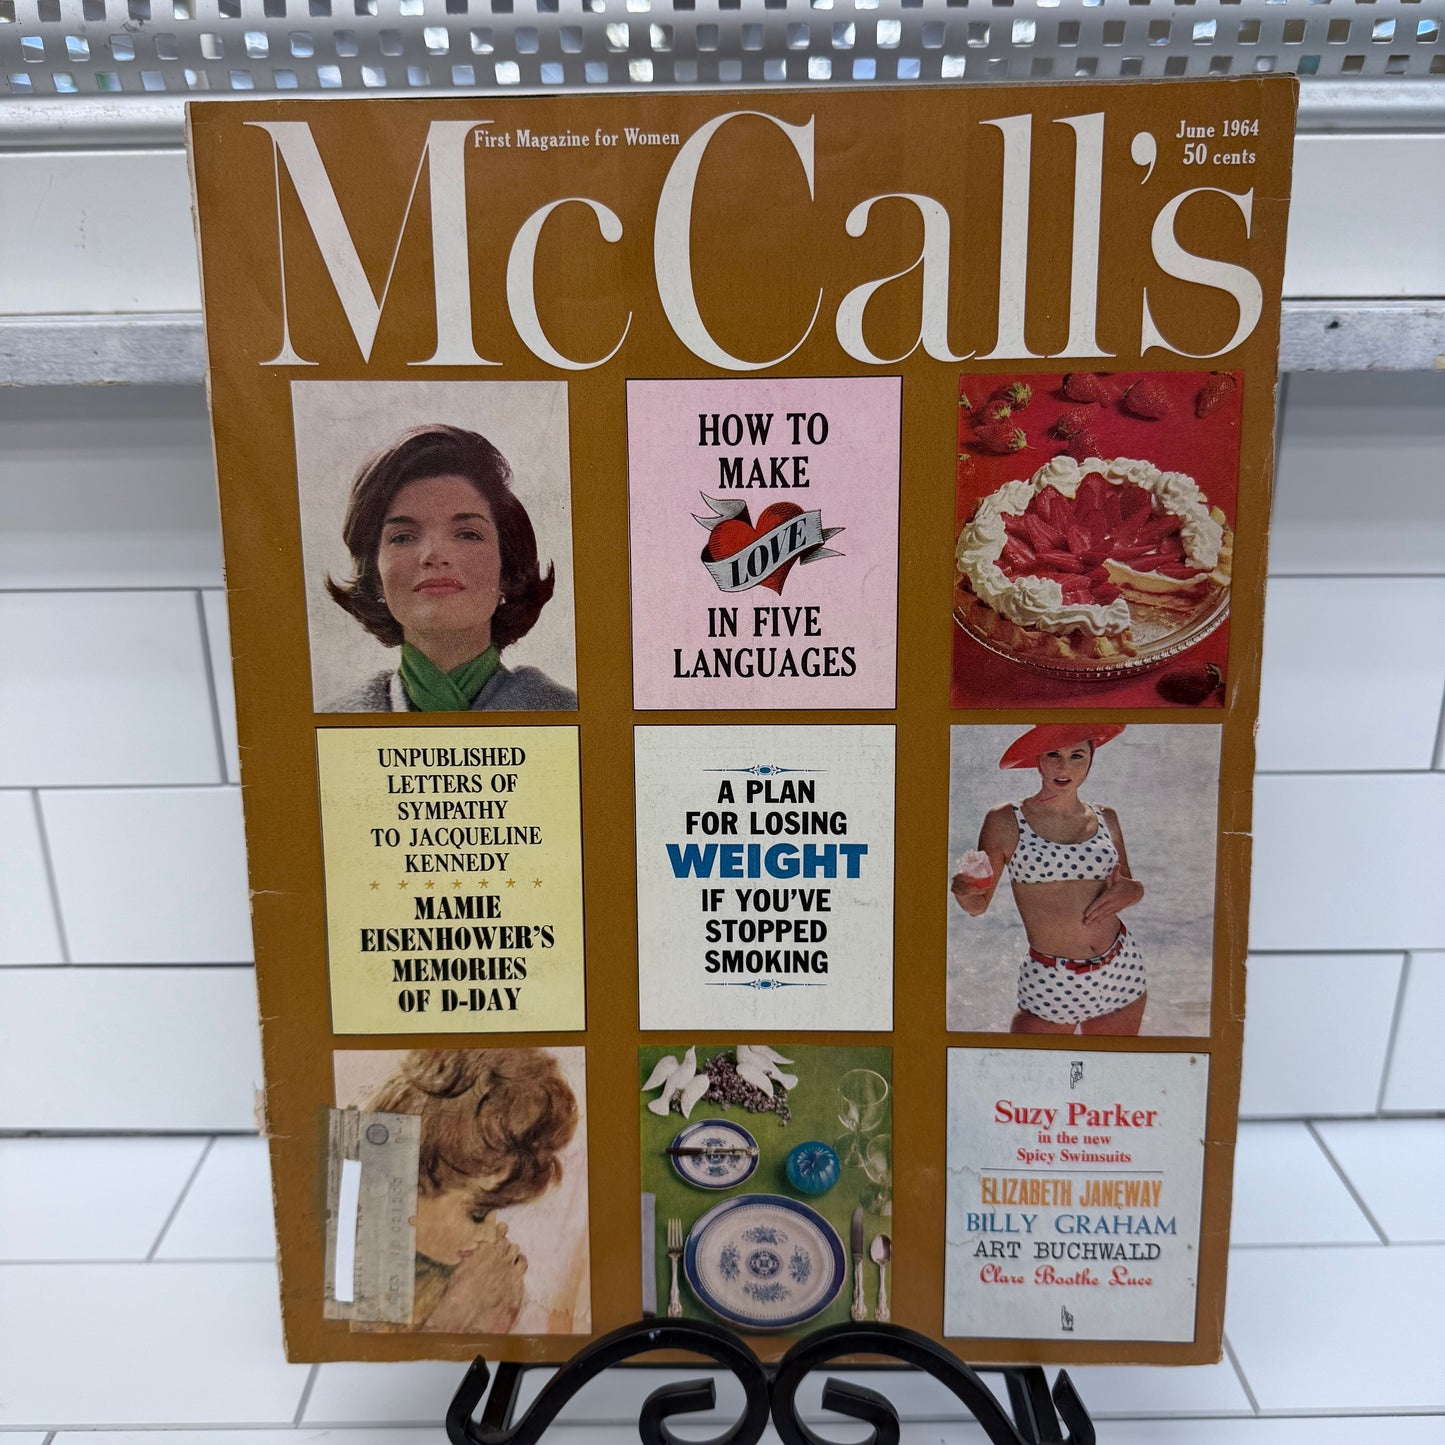 McCall's
First Magazine for Women
June 1964
50 cents
HOW TO
MAKE
LOVE
IN FIVE
LANGUAGES
UNPUBLISHED
LETTERS OF
SYMPATHY
TO JACQUELINE
KENNEDY
MAMIE
EISENHOWER'S
MEMORIES
OF D-DAY
A PLAN
FOR LOSING
WEIGHT
IF YOU'VE
STOPPED
SMOKING
Suzy Parker
in the new
Spicy Swimsuits
ELIZABETH JANEWAY
BILLY GRAHAM
ART BUCHWALD
Clare Boothe Luce